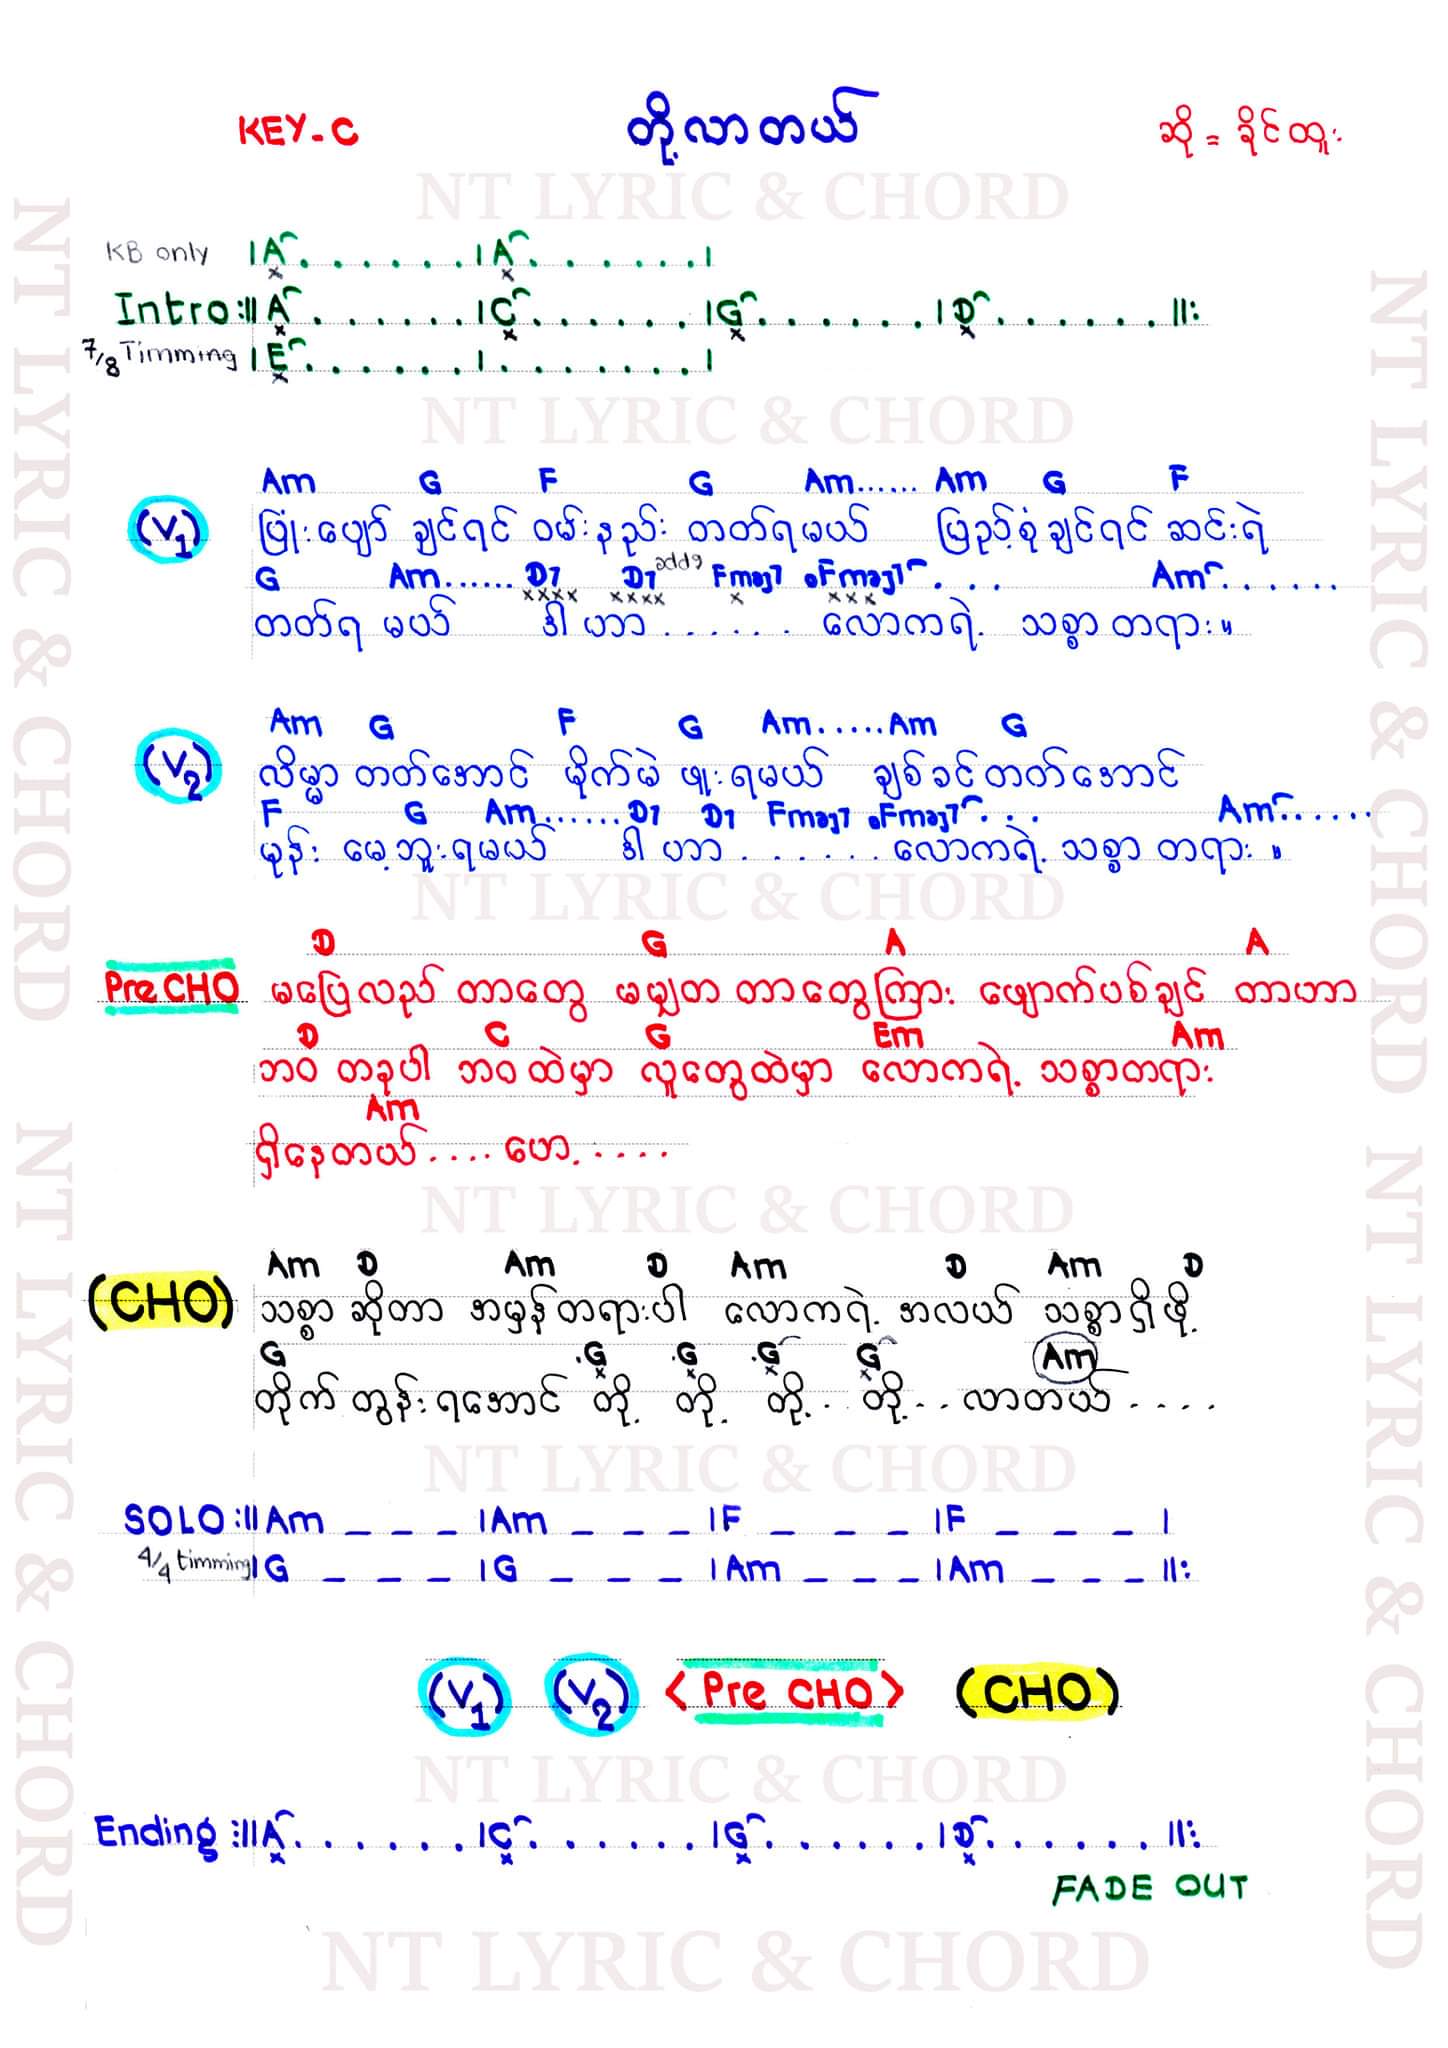 KEY-C တို့လာတယ် ဆို = ခိုင်ထူး
NT LYRIC & CHORD
KB only |A.......|A.......|
Intro :||A.......|C.......|G.......|D.......||:
7/8 Timming |E.......|.........|
NT LYRIC & CHORD
Am G F G Am...... Am G F
(V1) ပြုံးပျော် ချင်ရင် ဝမ်းနည်း တတ်ရမယ် ပြည့်စုံချင်ရင် ဆင်းရဲ
G Am...... D7 D7add9 Fmaj7 Fmaj7... Am.......
တတ်ရ မယ် ဒါ ဟာ ...... လောကရဲ့ သစ္စာ တရား။
Am G F G Am.....Am G
(V2) လိမ္မာ တတ်အောင် မိုက်မဲ ဖူးရမယ် ချစ်ခင်တတ်အောင်
F G Am......D7 D7 Fmaj7 Fmaj7... Am......
မုန်း မေ့ဘူးရမယ် ဒါ ဟာ ...... လောကရဲ့ သစ္စာ တရား ။
NT LYRIC & CHORD
D G A A
Pre CHO မပြေလည် တာတွေ မမျှတ တာတွေကြား ဖျောက်ပစ်ချင် တာဟာ
D C G Em Am
ဘဝ တခုပါ ဘဝထဲမှာ လူတွေထဲမှာ လောကရဲ့ သစ္စာတရား
Am
ရှိနေတယ်.... ဟေ့.....
NT LYRIC & CHORD
Am D Am D Am D Am D
(CHO) သစ္စာ ဆိုတာ အမှန်တရားပါ လောကရဲ့ အလယ် သစ္စာရှိဖို့
G .G .G .G G Am
တိုက် တွန်းရအောင် တို့ တို့ တို့.. တို့... လာတယ်....
NT LYRIC & CHORD
SOLO :||Am _ _ _|Am _ _ _|F _ _ _|F _ _ _|
4/4 timming |G _ _ _|G _ _ _|Am _ _ _|Am _ _ _||:
(V1) (V2) <Pre CHO> (CHO)
NT LYRIC & CHORD
Ending :||A.......|C.......|G.......|D.......||:
FADE OUT
NT LYRIC & CHORD
NT LYRIC & CHORD
NT LYRIC & CHORD
NT LYRIC & CHORD
NT LYRIC & CHORD